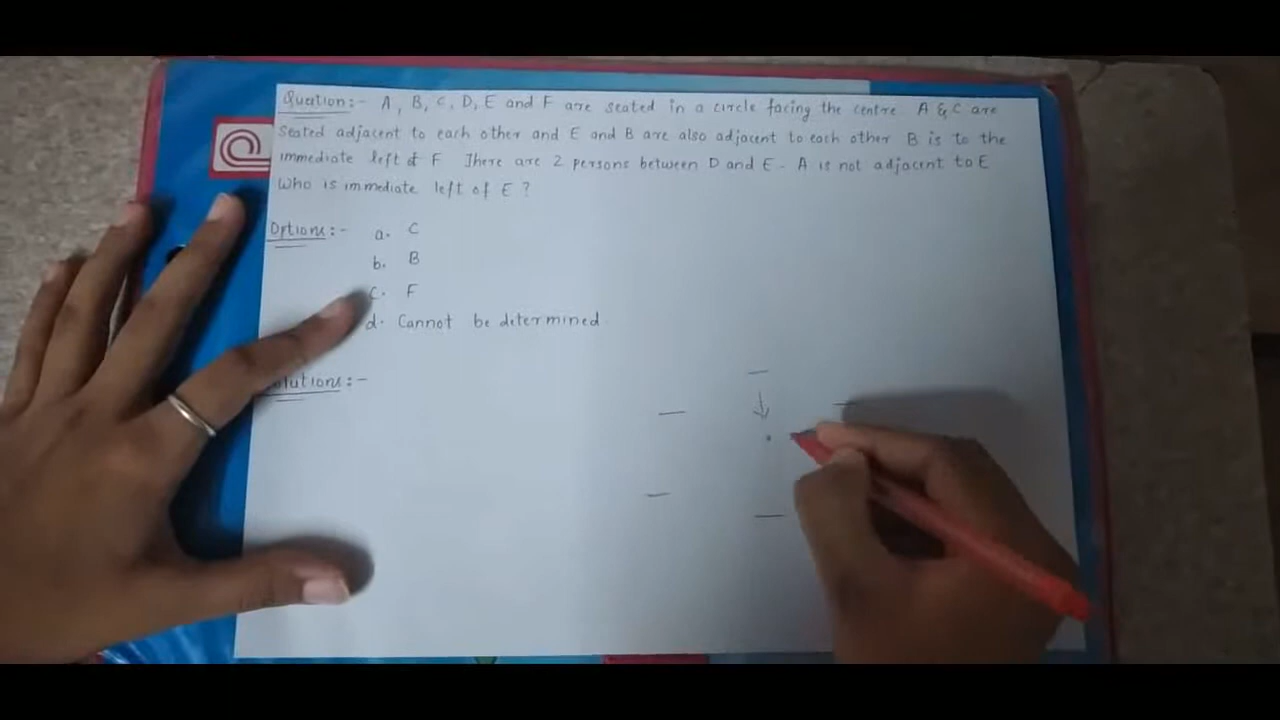 Question:- A, B, C, D, E and F are seated in a circle facing the centre A & C are
seated adjacent to each other and E and B are also adjacent to each other B is to the
immediate left of F There are 2 persons between D and E - A is not adjacent to E
Who is immediate left of E ?
Options:- a. C
b. B
c. F
d. Cannot be determined
:-